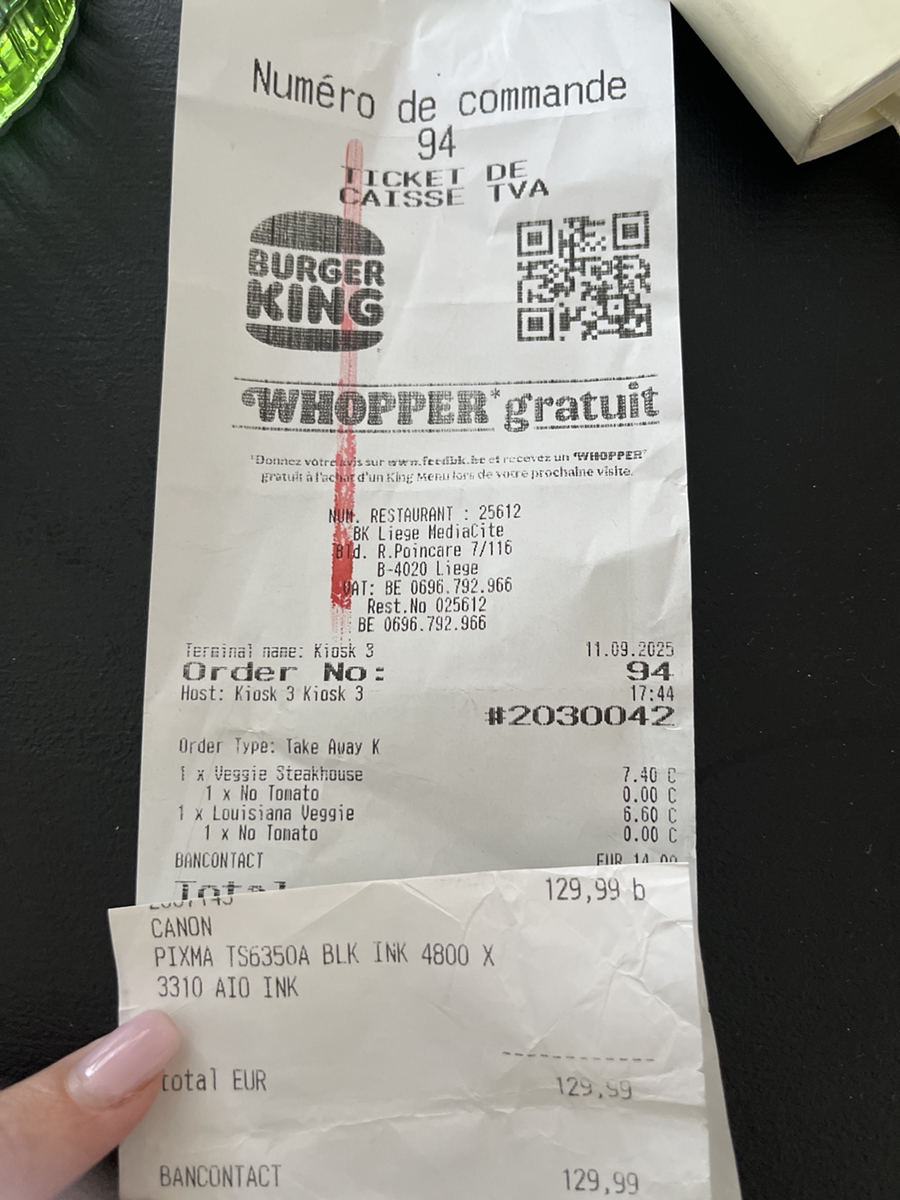 Numéro de commande
94
TICKET DE
CAISSE TVA
BURGER
KING
WHOPPER* gratuit
*Donnez votre avis sur www.feedbk.be et recevez un WHOPPER
gratuit à l'achat d'un King Menu lors de votre prochaine visite.
NUM. RESTAURANT : 25612
BK Liege MediaCite
Bld. R.Poincare 7/116
B-4020 Liege
VAT: BE 0696.792.966
Rest.No 025612
BE 0696.792.966
Terminal name: Kiosk 3 11.09.2025
Order No: 94
Host: Kiosk 3 Kiosk 3 17:44
#2030042
Order Type: Take Away K
1 x Veggie Steakhouse 7.40 C
1 x No Tomato 0.00 C
1 x Louisiana Veggie 6.60 C
1 x No Tomato 0.00 C
BANCONTACT EUR 14.00
Total
129,99 b
CANON
PIXMA TS6350A BLK INK 4800 X
3310 AIO INK
total EUR 129,99
BANCONTACT 129,99